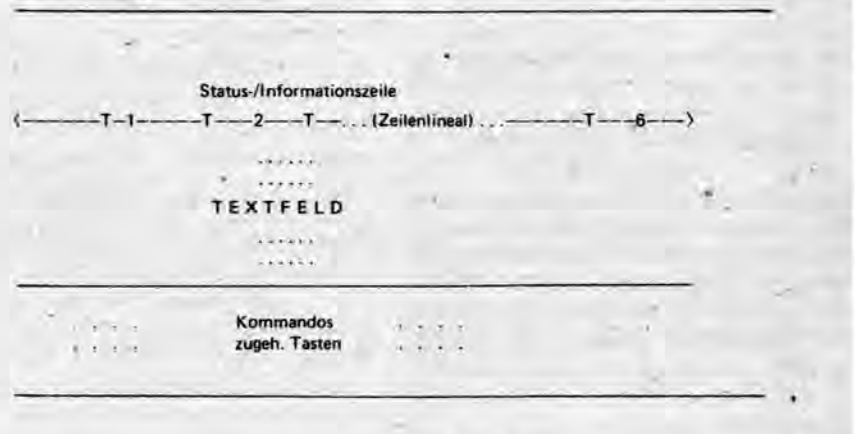 Status-/Informationszeile
<———T–1———T——2——T—...(Zeilenlineal)...————T——6——>
......
......
TEXTFELD
......
......
.... Kommandos ....
.... zugeh. Tasten ....